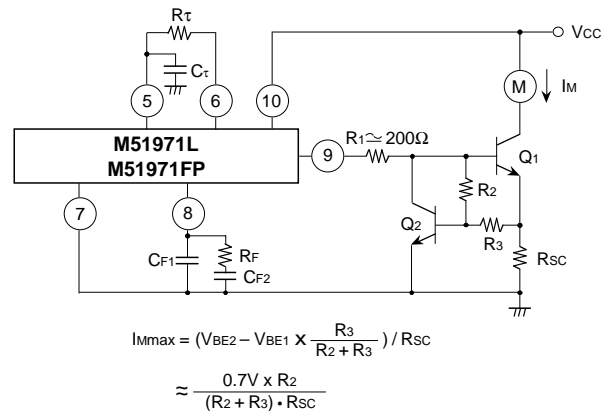 Rτ
VCC
Cτ
M
IM
5
6
10
M51971L
M51971FP
9
R1≃200Ω
Q1
R2
Q2
R3
7
8
CF1
RF
CF2
RSC
IMmax = (VBE2 – VBE1 x R3 / R2 + R3 ) / RSC
≈ 0.7V x R2 / (R2 + R3) • RSC